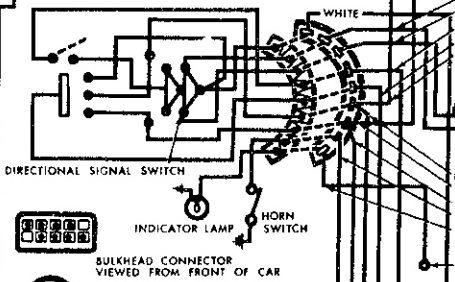 WHITE
DIRECTIONAL SIGNAL SWITCH
INDICATOR LAMP
HORN
SWITCH
BULKHEAD CONNECTOR
VIEWED FROM FRONT OF CAR